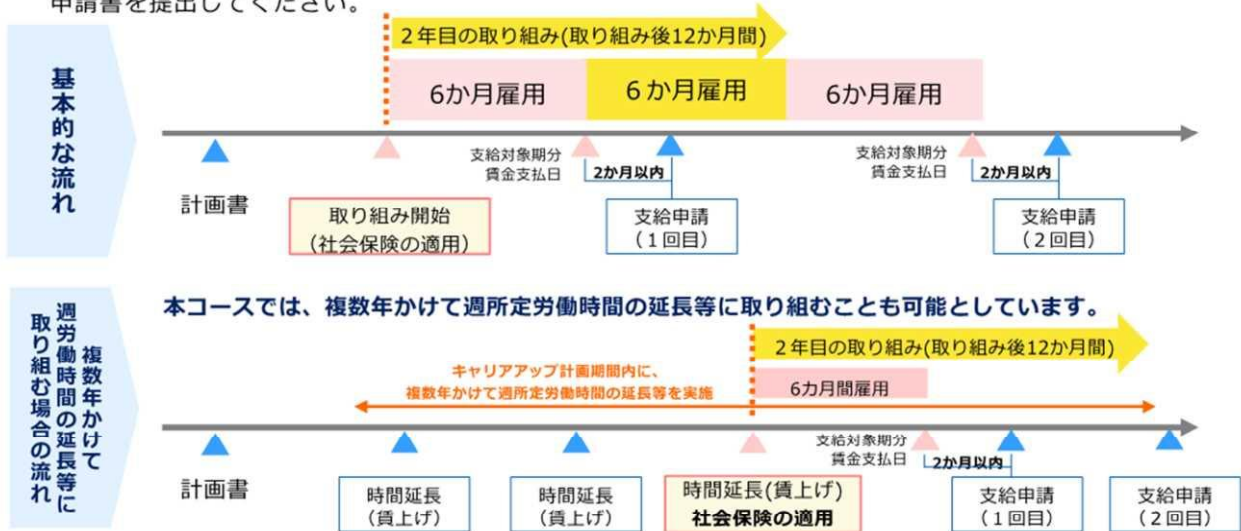 申請書を提出してください。
基本的な流れ
2年目の取り組み(取り組み後12か月間)
6か月雇用
6か月雇用
6か月雇用
支給対象期分
賃金支払日
2か月以内
支給対象期分
賃金支払日
2か月以内
計画書
取り組み開始
(社会保険の適用)
支給申請
(1回目)
支給申請
(2回目)
複数年かけて
週労働時間の延長等に
取り組む場合の流れ
本コースでは、複数年かけて週所定労働時間の延長等に取り組むことも可能としています。
2年目の取り組み(取り組み後12か月間)
キャリアアップ計画期間内に、
複数年かけて週所定労働時間の延長等を実施
6カ月間雇用
支給対象期分
賃金支払日
2か月以内
計画書
時間延長
(賃上げ)
時間延長
(賃上げ)
時間延長(賃上げ)
社会保険の適用
支給申請
(1回目)
支給申請
(2回目)